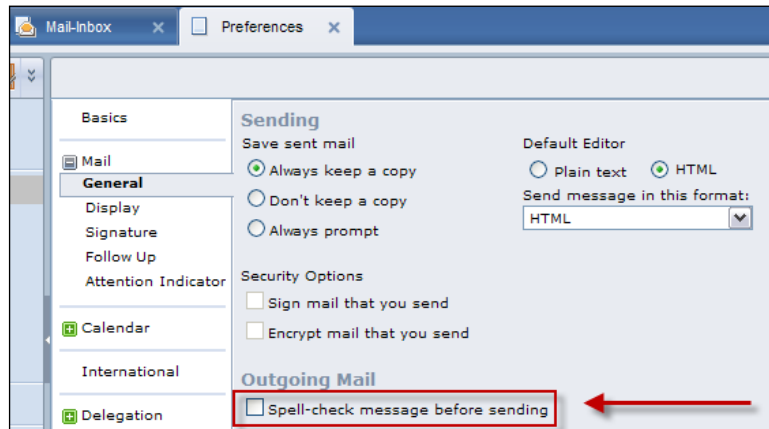 Mail-Inbox
Preferences
Basics
Mail
General
Display
Signature
Follow Up
Attention Indicator
Calendar
International
Delegation
Sending
Save sent mail
Always keep a copy
Don't keep a copy
Always prompt
Default Editor
Plain text HTML
Send message in this format:
HTML
Security Options
Sign mail that you send
Encrypt mail that you send
Outgoing Mail
Spell-check message before sending